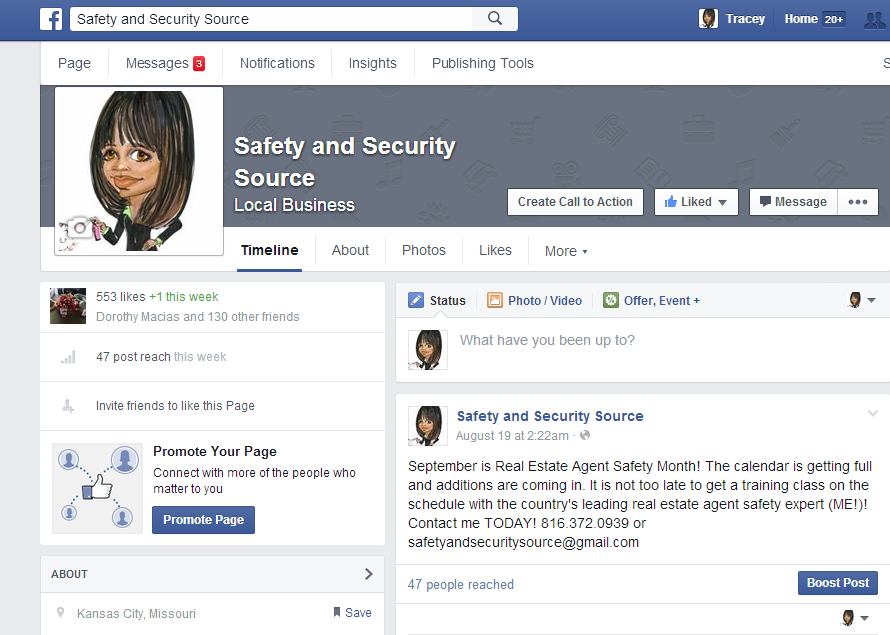 Safety and Security Source
Tracey
Home 20+
Page
Messages 3
Notifications
Insights
Publishing Tools
S
Safety and Security
Source
Local Business
Create Call to Action
Liked
Message
Timeline
About
Photos
Likes
More
553 likes +1 this week
Dorothy Macias and 130 other friends
47 post reach this week
Invite friends to like this Page
Promote Your Page
Connect with more of the people who
matter to you
Promote Page
ABOUT
Kansas City, Missouri
Save
Status
Photo / Video
Offer, Event +
What have you been up to?
Safety and Security Source
August 19 at 2:22am ·
September is Real Estate Agent Safety Month! The calendar is getting full
and additions are coming in. It is not too late to get a training class on the
schedule with the country's leading real estate agent safety expert (ME!)!
Contact me TODAY! 816.372.0939 or
safetyandsecuritysource@gmail.com
47 people reached
Boost Post